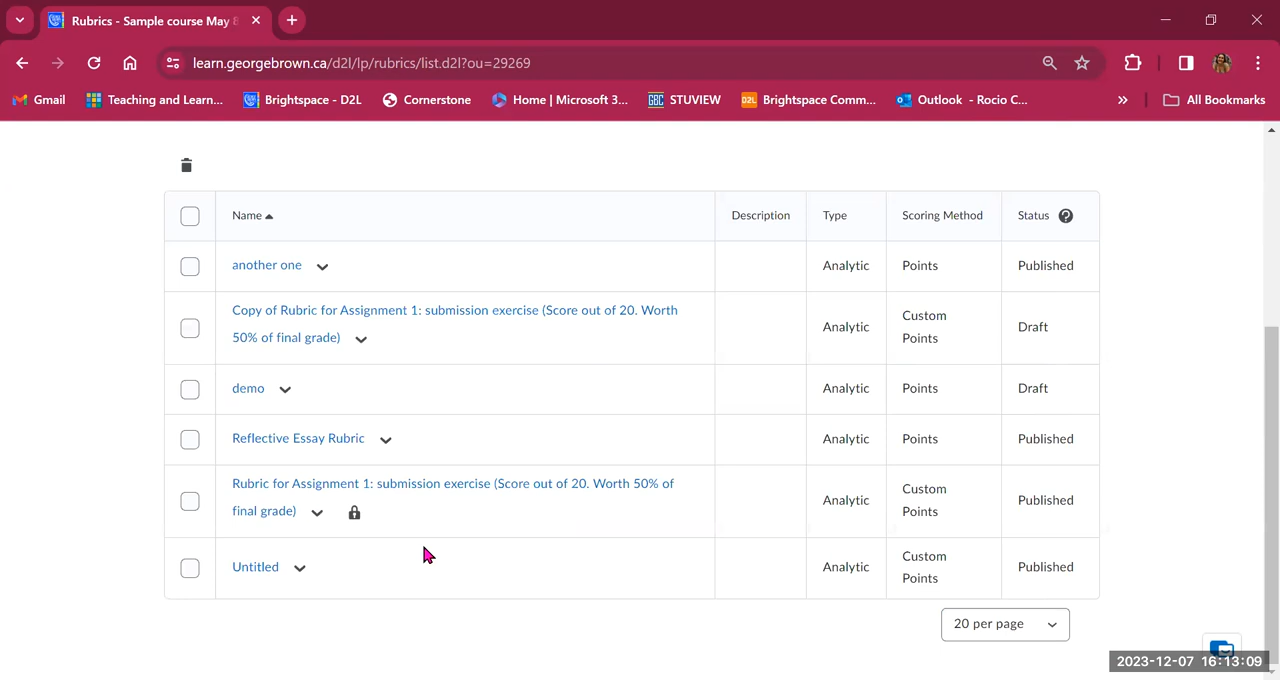 Rubrics - Sample course May 8
learn.georgebrown.ca/d2l/lp/rubrics/list.d2l?ou=29269
Gmail
Teaching and Learn...
Brightspace - D2L
Cornerstone
Home | Microsoft 3...
GBC STUVIEW
D2L Brightspace Comm...
Outlook - Rocio C...
»
All Bookmarks
Name Description Type Scoring Method Status ?
another one Analytic Points Published
Copy of Rubric for Assignment 1: submission exercise (Score out of 20. Worth
50% of final grade)
Analytic
Custom
Points
Draft
demo Analytic Points Draft
Reflective Essay Rubric Analytic Points Published
Rubric for Assignment 1: submission exercise (Score out of 20. Worth 50% of
final grade)
Analytic
Custom
Points
Published
Untitled
Analytic
Custom
Points
Published
20 per page
2023-12-07 16:13:09